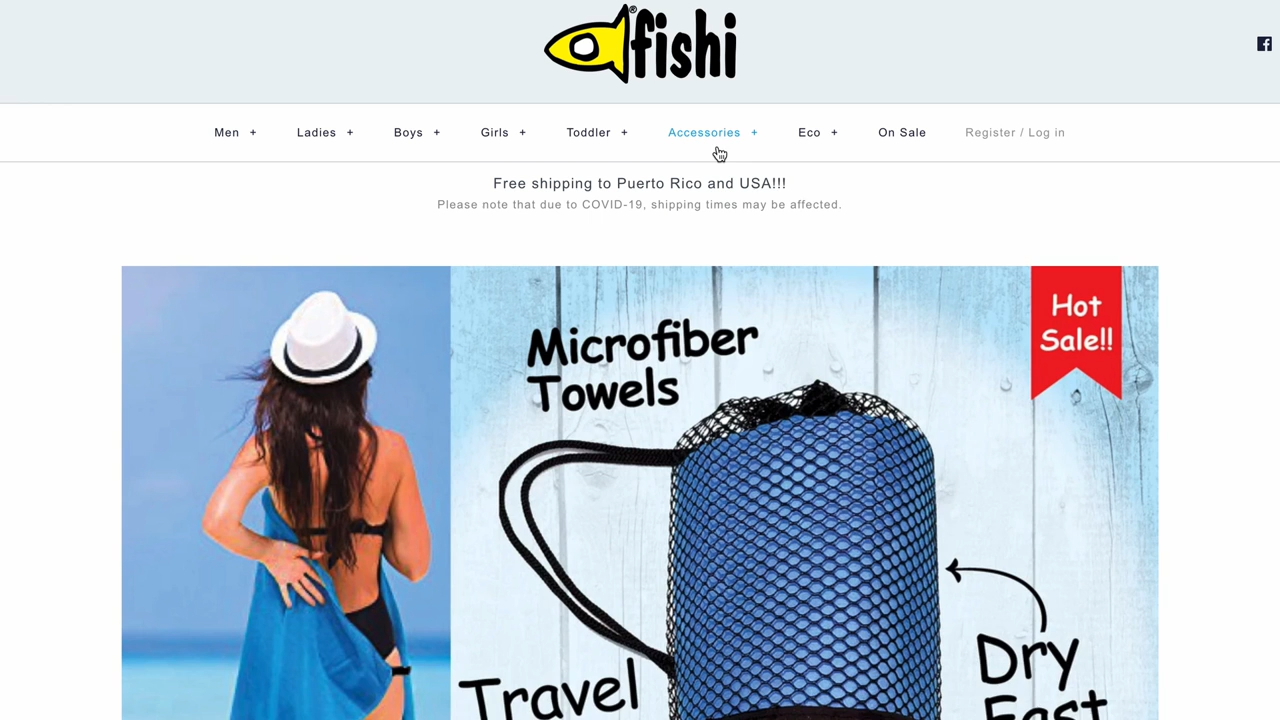 fishi®
Men + Ladies + Boys + Girls + Toddler + Accessories + Eco + On Sale Register / Log in
Free shipping to Puerto Rico and USA!!!
Please note that due to COVID-19, shipping times may be affected.
Hot
Sale!!
Microfiber
Towels
Dry
Fast
Travel